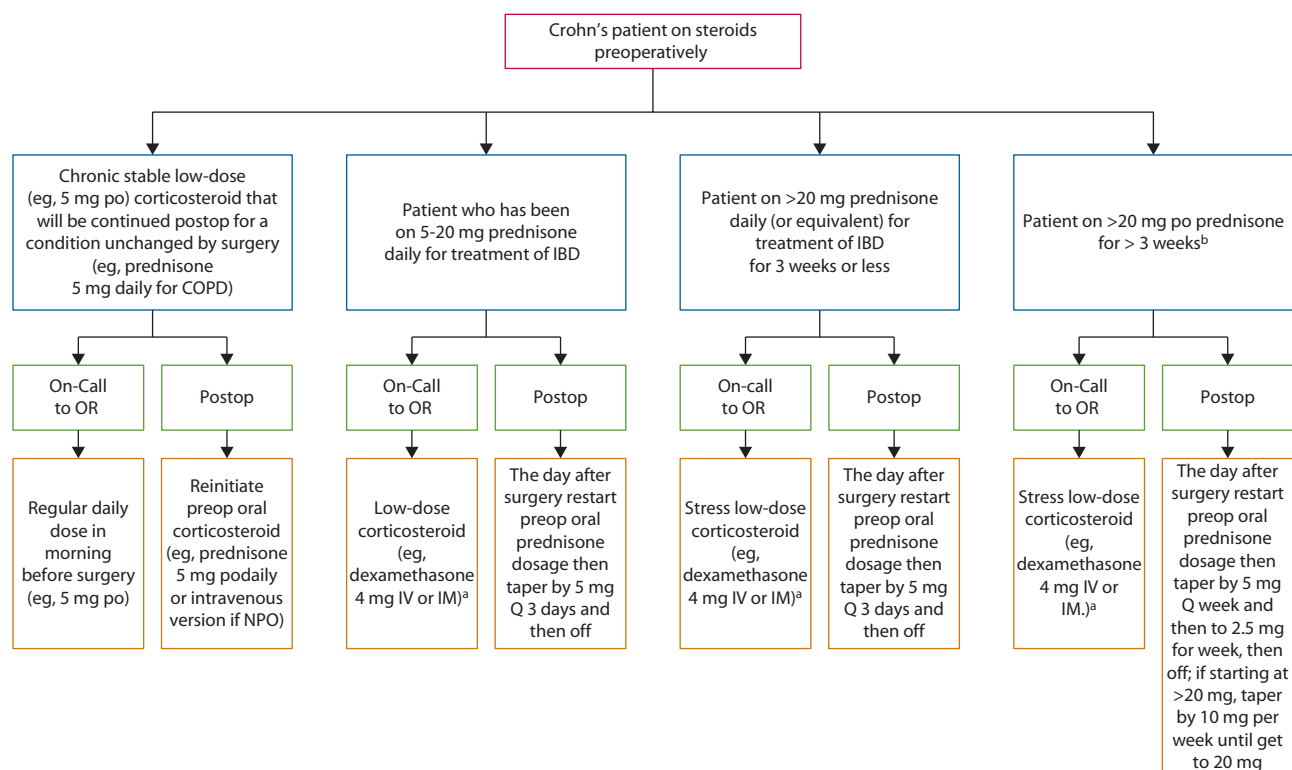 Crohn's patient on steroids
preoperatively
Chronic stable low-dose
(eg, 5 mg po) corticosteroid that
will be continued postop for a
condition unchanged by surgery
(eg, prednisone
5 mg daily for COPD)
Patient who has been
on 5-20 mg prednisone
daily for treatment of IBD
Patient on >20 mg prednisone
daily (or equivalent) for
treatment of IBD
for 3 weeks or less
Patient on >20 mg po prednisone
for > 3 weeksᵇ
On-Call
to OR
Postop
On-Call
to OR
Postop
On-call
to OR
Postop
On-Call
to OR
Postop
Regular daily
dose in
morning
before surgery
(eg, 5 mg po)
Reinitiate
preop oral
corticosteroid
(eg, prednisone
5 mg podaily
or intravenous
version if NPO)
Low-dose
corticosteroid
(eg,
dexamethasone
4 mg IV or IM)ᵃ
The day after
surgery restart
preop oral
prednisone
dosage then
taper by 5 mg
Q 3 days and
then off
Stress low-dose
corticosteroid
(eg,
dexamethasone
4 mg IV or IM)ᵃ
The day after
surgery restart
preop oral
prednisone
dosage then
taper by 5 mg
Q 3 days and
then off
Stress low-dose
corticosteroid
(eg,
dexamethasone
4 mg IV or
IM.)ᵃ
The day after
surgery restart
preop oral
prednisone
dosage then
taper by 5 mg
Q week and
then to 2.5 mg
for week, then
off; if starting at
>20 mg, taper
by 10 mg per
week until get
to 20 mg